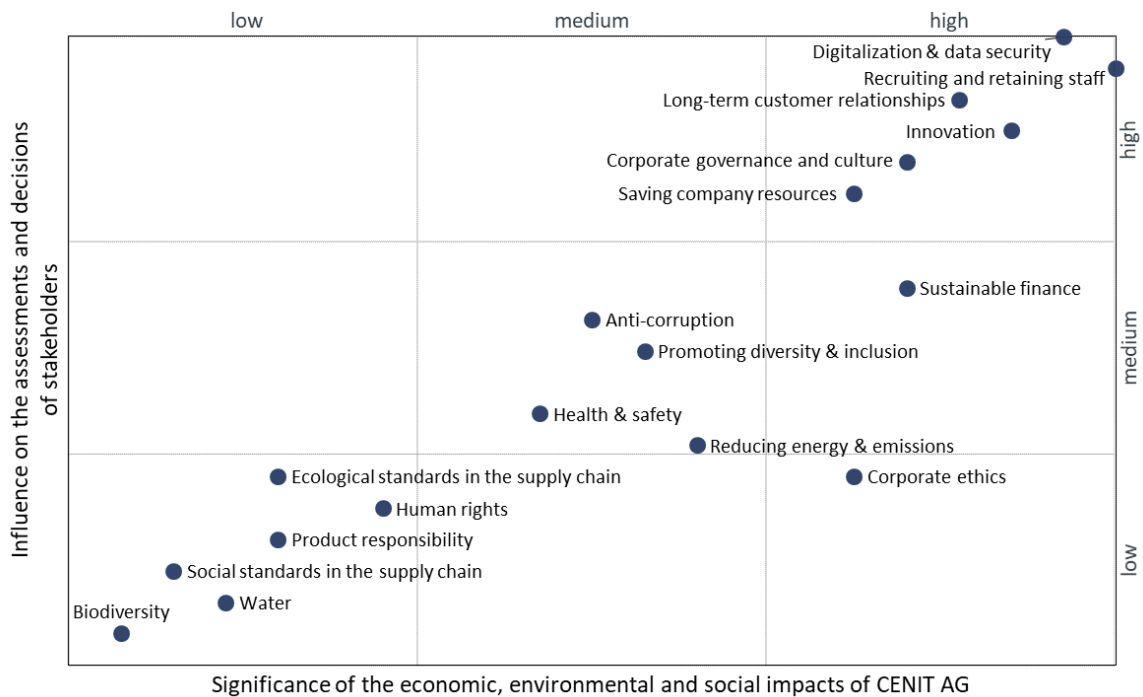 low
medium
high
Digitalization & data security
Recruiting and retaining staff
Long-term customer relationships
Innovation
Corporate governance and culture
Saving company resources
Sustainable finance
Anti-corruption
Promoting diversity & inclusion
Health & safety
Reducing energy & emissions
Ecological standards in the supply chain
Corporate ethics
Human rights
Product responsibility
Social standards in the supply chain
Water
Biodiversity
high
medium
low
Influence on the assessments and decisions
of stakeholders
Significance of the economic, environmental and social impacts of CENIT AG